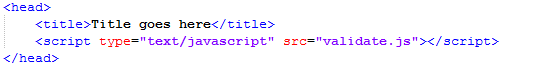 <head>
<title>Title goes here</title>
<script type="text/javascript" src="validate.js"></script>
</head>